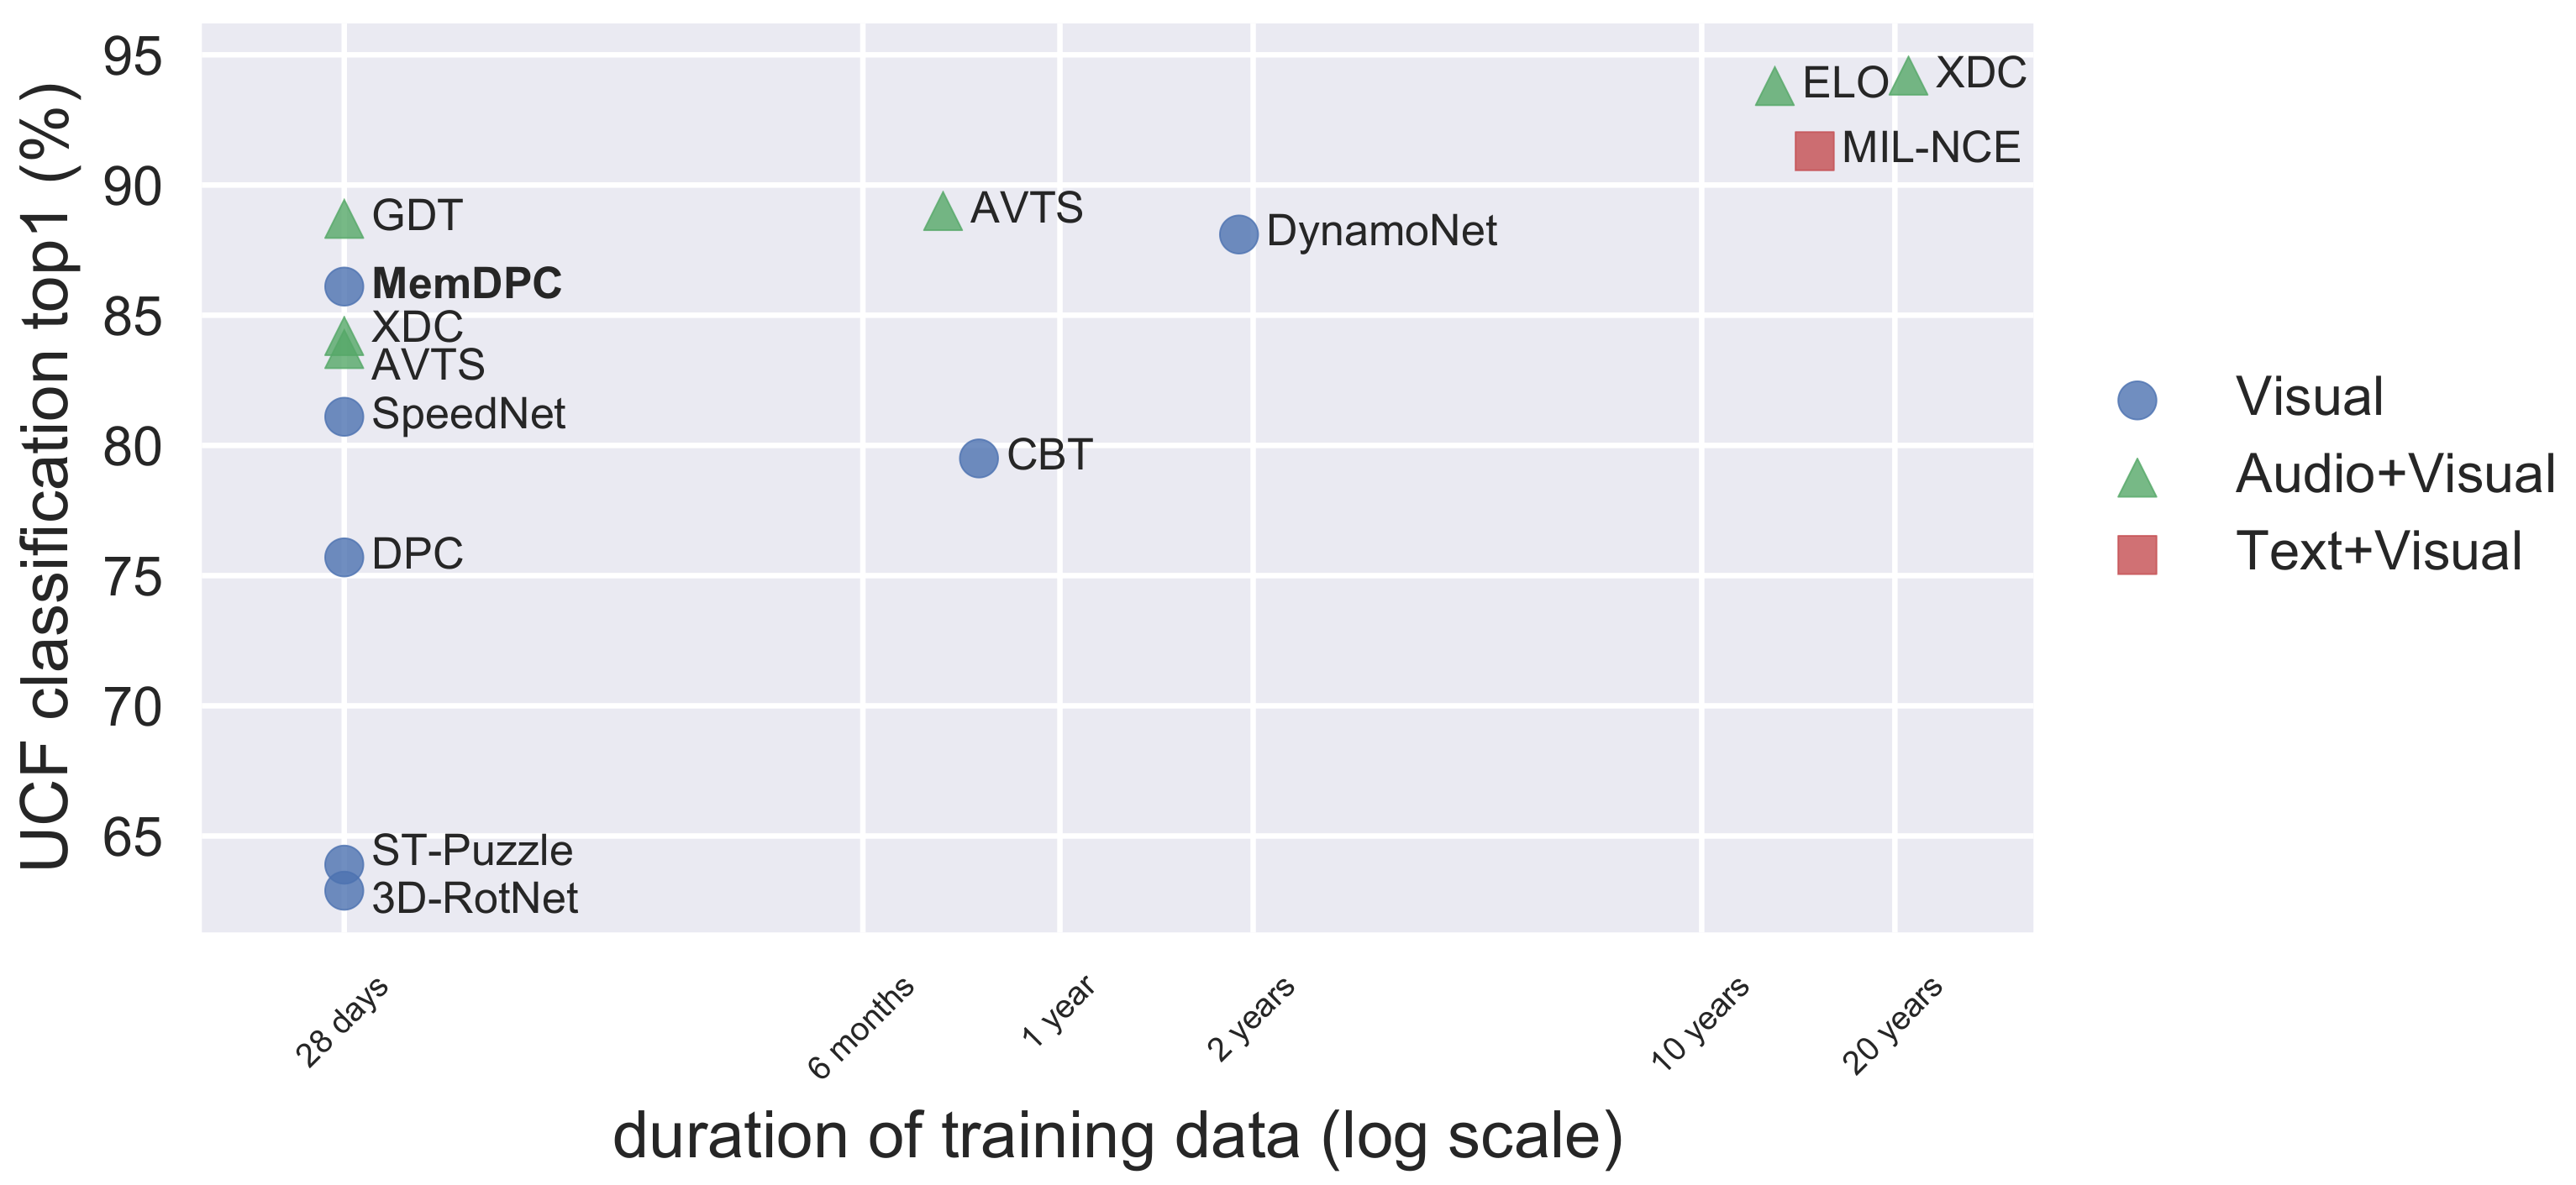 UCF classification top1 (%)
95
90
85
80
75
70
65
ELO
XDC
MIL-NCE
GDT
AVTS
DynamoNet
MemDPC
XDC
AVTS
SpeedNet
CBT
DPC
ST-Puzzle
3D-RotNet
28 days
6 months
1 year
2 years
10 years
20 years
duration of training data (log scale)
Visual
Audio+Visual
Text+Visual